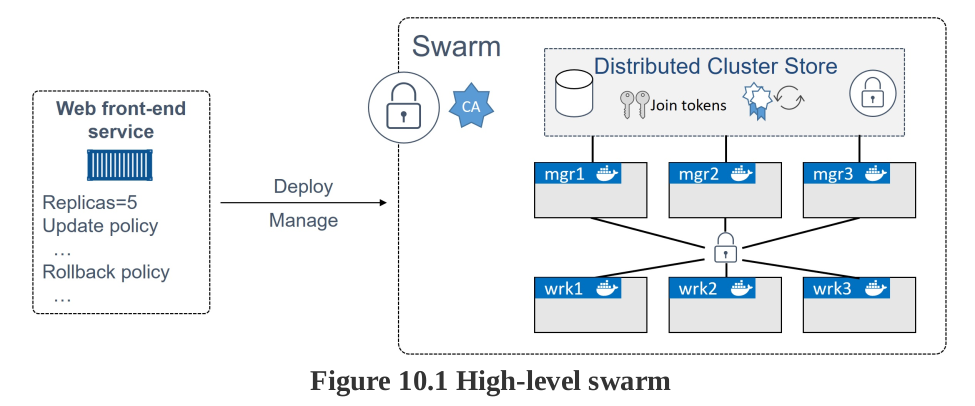 Web front-end
service
Replicas=5
Update policy
…
Rollback policy
…
Deploy
Manage
Swarm
CA
Distributed Cluster Store
Join tokens
mgr1
mgr2
mgr3
wrk1
wrk2
wrk3
Figure 10.1 High-level swarm